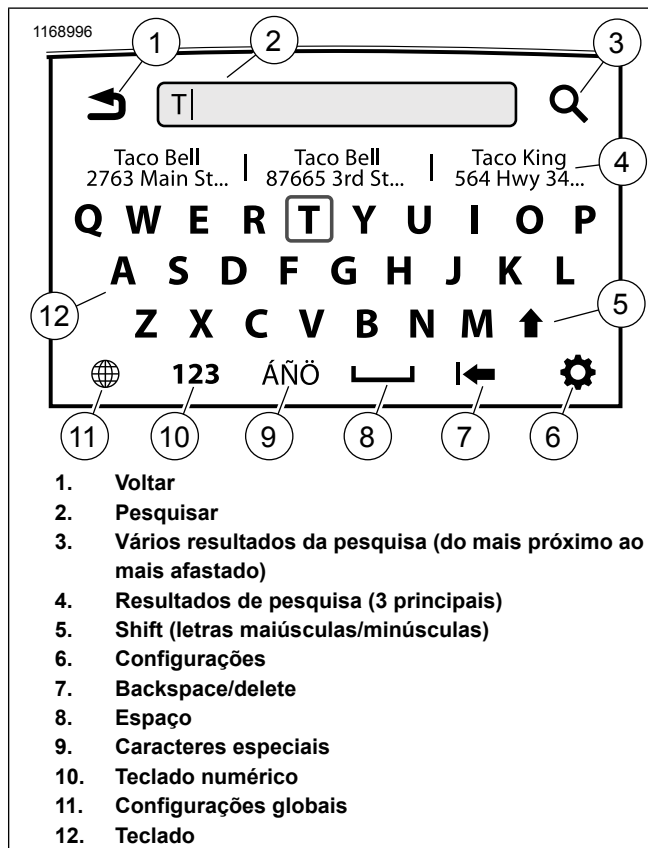 1168996
1 2 3
T
Taco Bell Taco Bell Taco King
2763 Main St... 87665 3rd St... 564 Hwy 34... 4
Q W E R T Y U I O P
A S D F G H J K L
12 Z X C V B N M 5
123 ÁÑÖ
11 10 9 8 7 6
1. Voltar
2. Pesquisar
3. Vários resultados da pesquisa (do mais próximo ao
mais afastado)
4. Resultados de pesquisa (3 principais)
5. Shift (letras maiúsculas/minúsculas)
6. Configurações
7. Backspace/delete
8. Espaço
9. Caracteres especiais
10. Teclado numérico
11. Configurações globais
12. Teclado